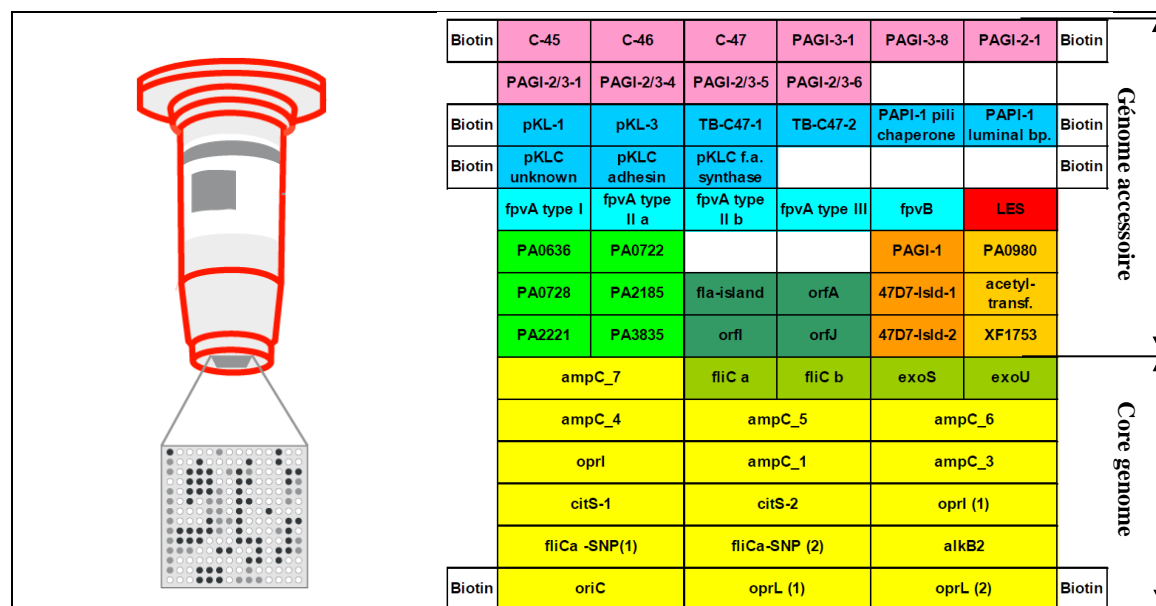 Biotin C-45 C-46 C-47 PAGI-3-1 PAGI-3-8 PAGI-2-1 Biotin
PAGI-2/3-1 PAGI-2/3-4 PAGI-2/3-5 PAGI-2/3-6
Biotin pKL-1 pKL-3 TB-C47-1 TB-C47-2 PAPI-1 pili chaperone PAPI-1 luminal bp. Biotin
Biotin pKLC unknown pKLC adhesin pKLC f.a. synthase Biotin
fpvA type I fpvA type II a fpvA type II b fpvA type III fpvB LES
PA0636 PA0722 PAGI-1 PA0980
PA0728 PA2185 fla-island orfA 47D7-Isld-1 acetyl-transf.
PA2221 PA3835 orfI orfJ 47D7-Isld-2 XF1753
Génome accessoire
ampC_7 fliC a fliC b exoS exoU
ampC_4 ampC_5 ampC_6
oprI ampC_1 ampC_3
citS-1 citS-2 oprI (1)
fliCa -SNP(1) fliCa-SNP (2) alkB2
Biotin oriC oprL (1) oprL (2) Biotin
Core genome